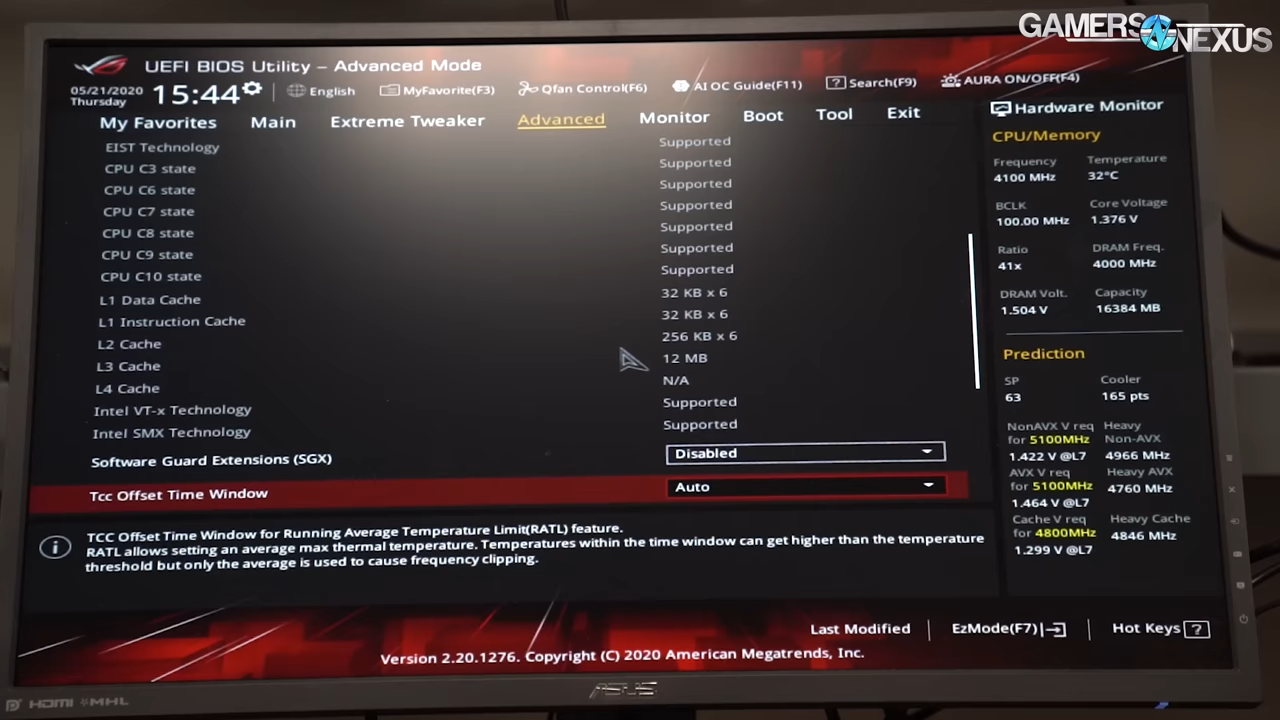 GAMERS NEXUS
UEFI BIOS Utility – Advanced Mode
05/21/2020
Thursday
15:44
English
MyFavorite(F3)
Qfan Control(F6)
AI OC Guide(F11)
? Search(F9)
AURA ON/OFF(F4)
My Favorites Main Extreme Tweaker Advanced Monitor Boot Tool Exit
EIST Technology Supported
CPU C3 state Supported
CPU C6 state Supported
CPU C7 state Supported
CPU C8 state Supported
CPU C9 state Supported
CPU C10 state Supported
L1 Data Cache 32 KB x 6
L1 Instruction Cache 32 KB x 6
L2 Cache 256 KB x 6
L3 Cache 12 MB
L4 Cache N/A
Intel VT-x Technology Supported
Intel SMX Technology Supported
Software Guard Extensions (SGX) Disabled
Tcc Offset Time Window Auto
TCC Offset Time Window for Running Average Temperature Limit(RATL) feature.
RATL allows setting an average max thermal temperature. Temperatures within the time window can get higher than the temperature
threshold but only the average is used to cause frequency clipping.
Hardware Monitor
CPU/Memory
Frequency Temperature
4100 MHz 32°C
BCLK Core Voltage
100.00 MHz 1.376 V
Ratio DRAM Freq.
41x 4000 MHz
DRAM Volt. Capacity
1.504 V 16384 MB
Prediction
SP Cooler
63 165 pts
NonAVX V req Heavy
for 5100MHz Non-AVX
1.422 V @L7 4966 MHz
AVX V req Heavy AVX
for 5100MHz 4760 MHz
1.464 V @L7
Cache V req Heavy Cache
for 4800MHz 4846 MHz
1.299 V @L7
Last Modified EzMode(F7) Hot Keys ?
Version 2.20.1276. Copyright (C) 2020 American Megatrends, Inc.
ASUS
HDMI MHL